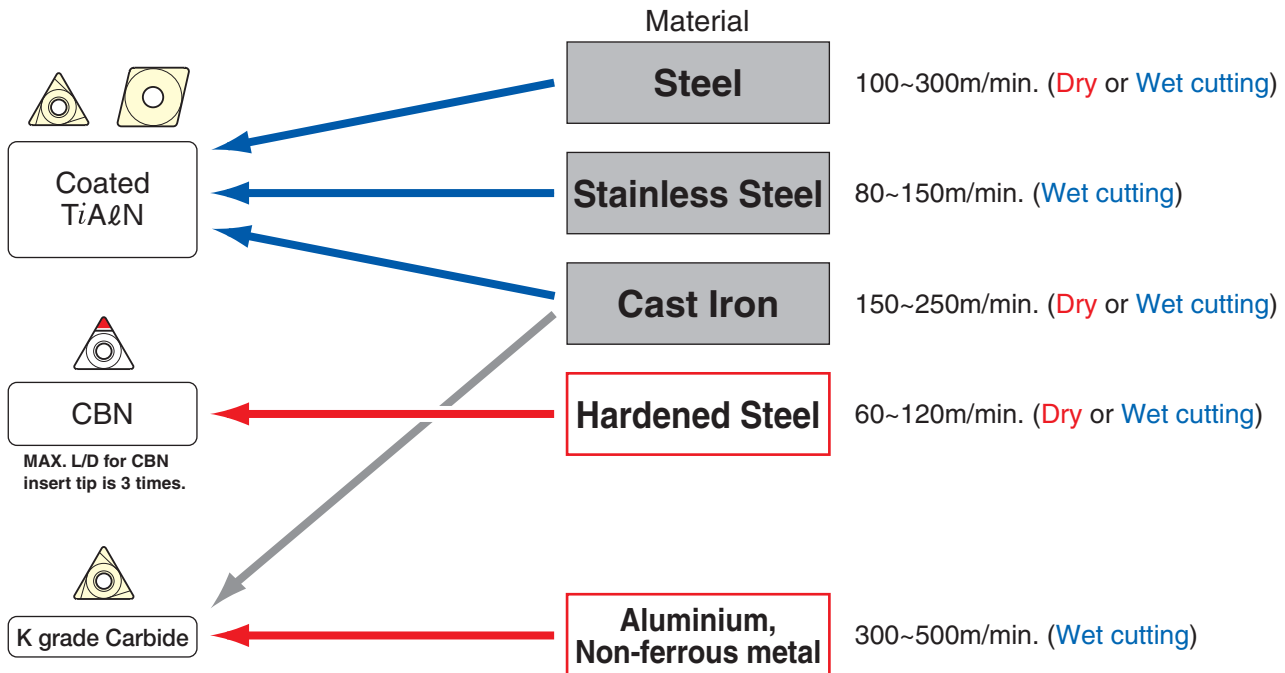 Material
Steel
100~300m/min. (Dry or Wet cutting)
Coated
TiAℓN
Stainless Steel
80~150m/min. (Wet cutting)
Cast Iron
150~250m/min. (Dry or Wet cutting)
CBN
Hardened Steel
60~120m/min. (Dry or Wet cutting)
MAX. L/D for CBN
insert tip is 3 times.
K grade Carbide
Aluminium,
Non-ferrous metal
300~500m/min. (Wet cutting)